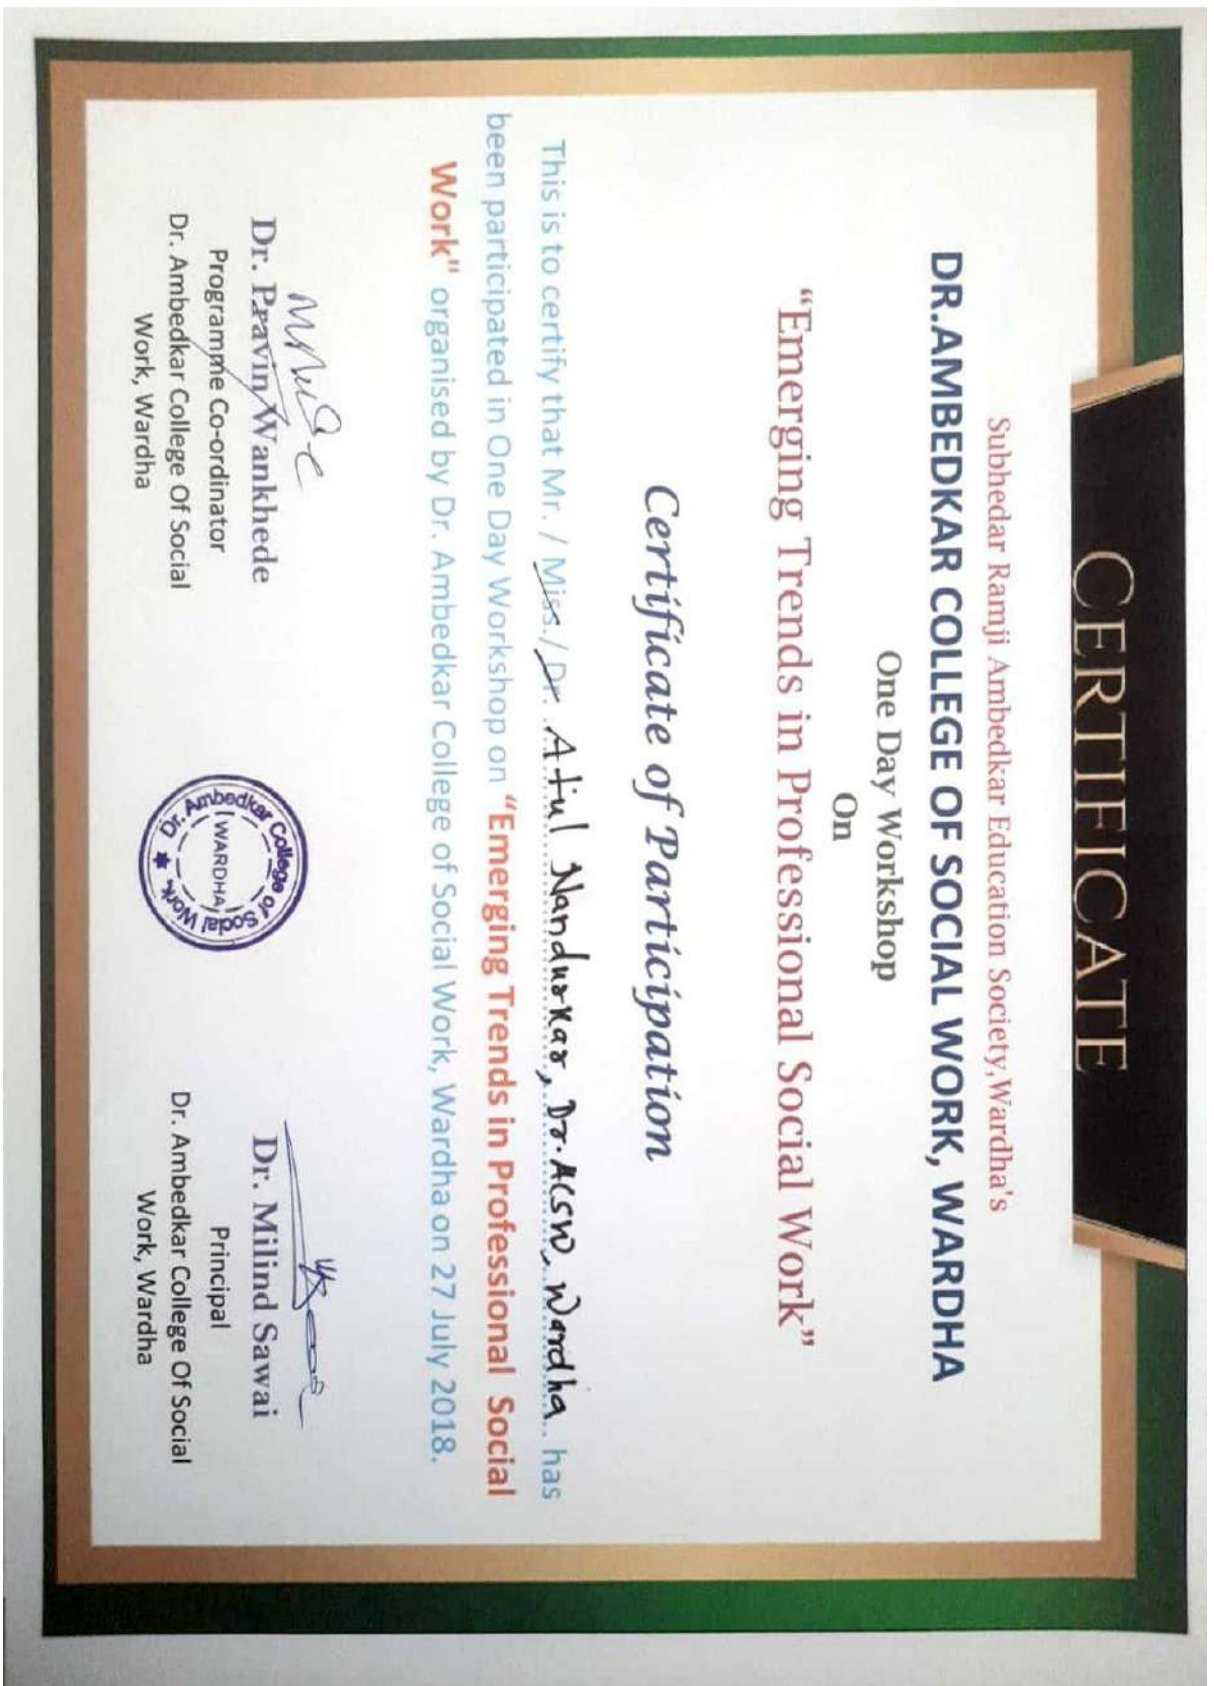 CERTIFICATE
Subhedar Ramji Ambedkar Education Society,Wardha's
DR.AMBEDKAR COLLEGE OF SOCIAL WORK, WARDHA
One Day Workshop
On
“Emerging Trends in Professional Social Work”
Certificate of Participation
This is to certify that Mr. / Miss./ Dr. Atul Nandurkar, Dr. ACSW, Wardha.. has
been participated in One Day Workshop on “Emerging Trends in Professional Social
Work" organised by Dr. Ambedkar College of Social Work, Wardha on 27 July 2018.
Dr. Pravin Wankhede
Programme Co-ordinator
Dr. Ambedkar College Of Social
Work, Wardha
Dr. Ambedkar College of Social Work
WARDHA
Dr. Milind Sawai
Principal
Dr. Ambedkar College Of Social
Work, Wardha